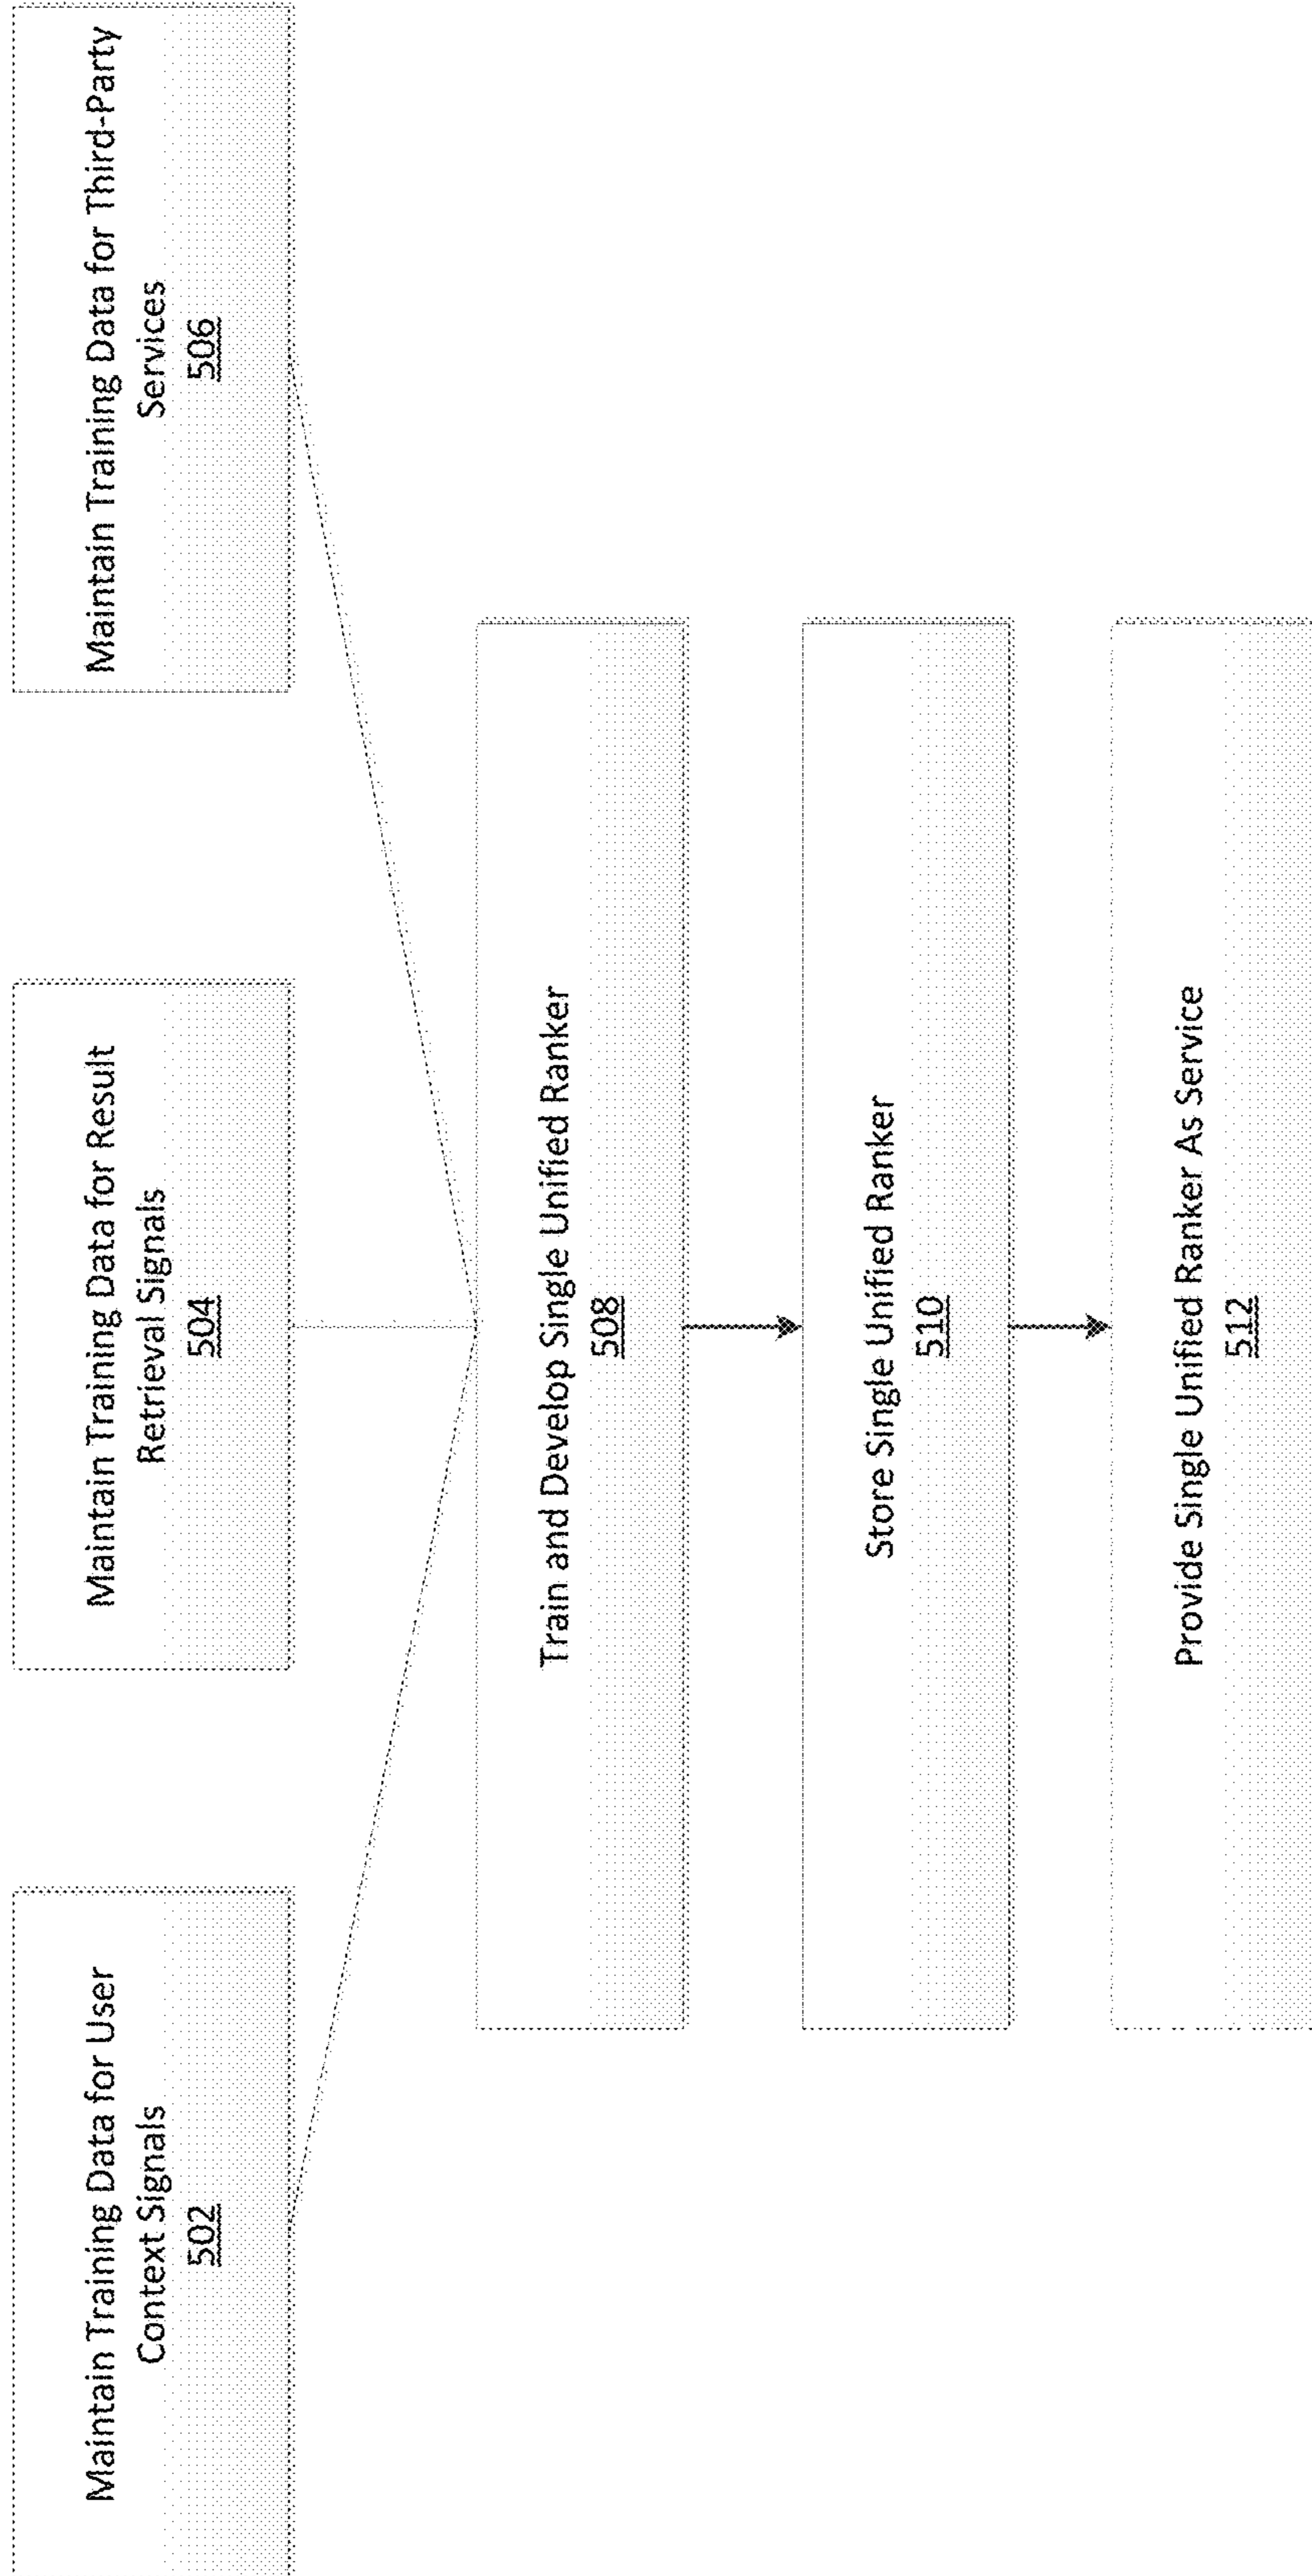 Maintain Training Data for User
Context Signals
502
Maintain Training Data for Result
Retrieval Signals
504
Maintain Training Data for Third-Party
Services
506
Train and Develop Single Unified Ranker
508
Store Single Unified Ranker
510
Provide Single Unified Ranker As Service
512